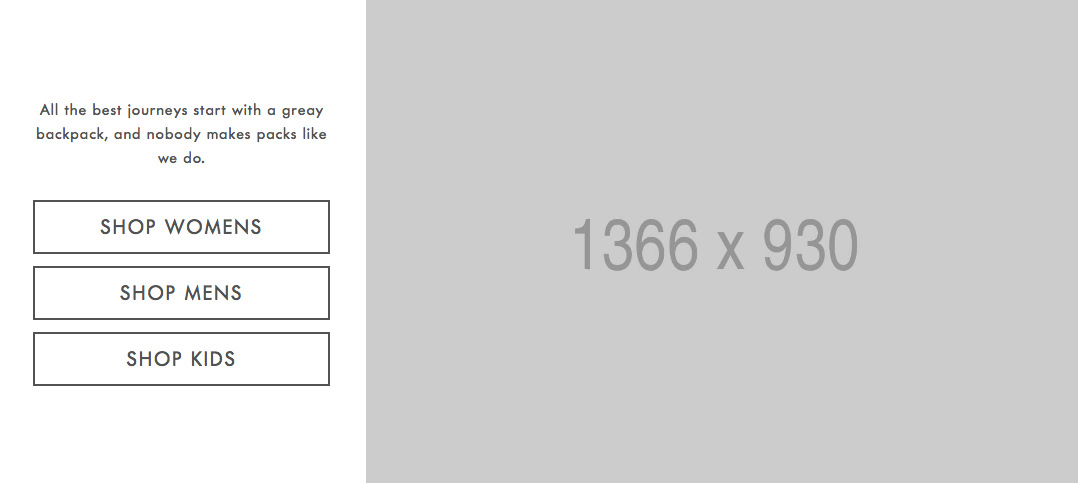 All the best journeys start with a greay
backpack, and nobody makes packs like
we do.
SHOP WOMENS
SHOP MENS
SHOP KIDS
1366 x 930